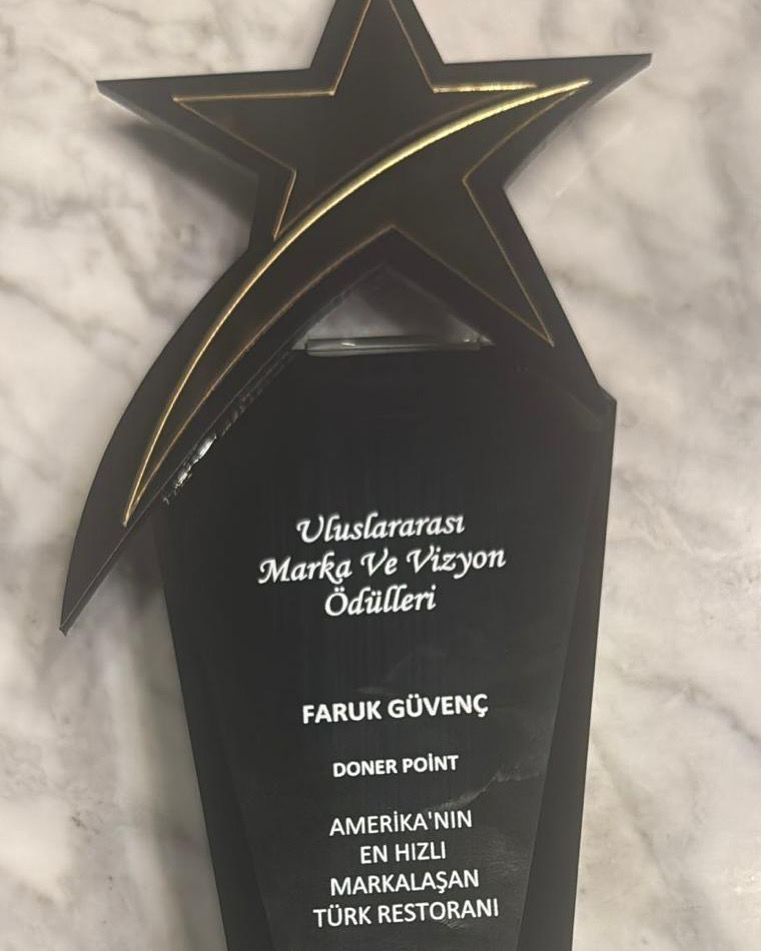 Uluslararası
Marka Ve Vizyon
Ödülleri
FARUK GÜVENÇ
DONER POİNT
AMERİKA'NIN
EN HIZLI
MARKALAŞAN
TÜRK RESTORANI